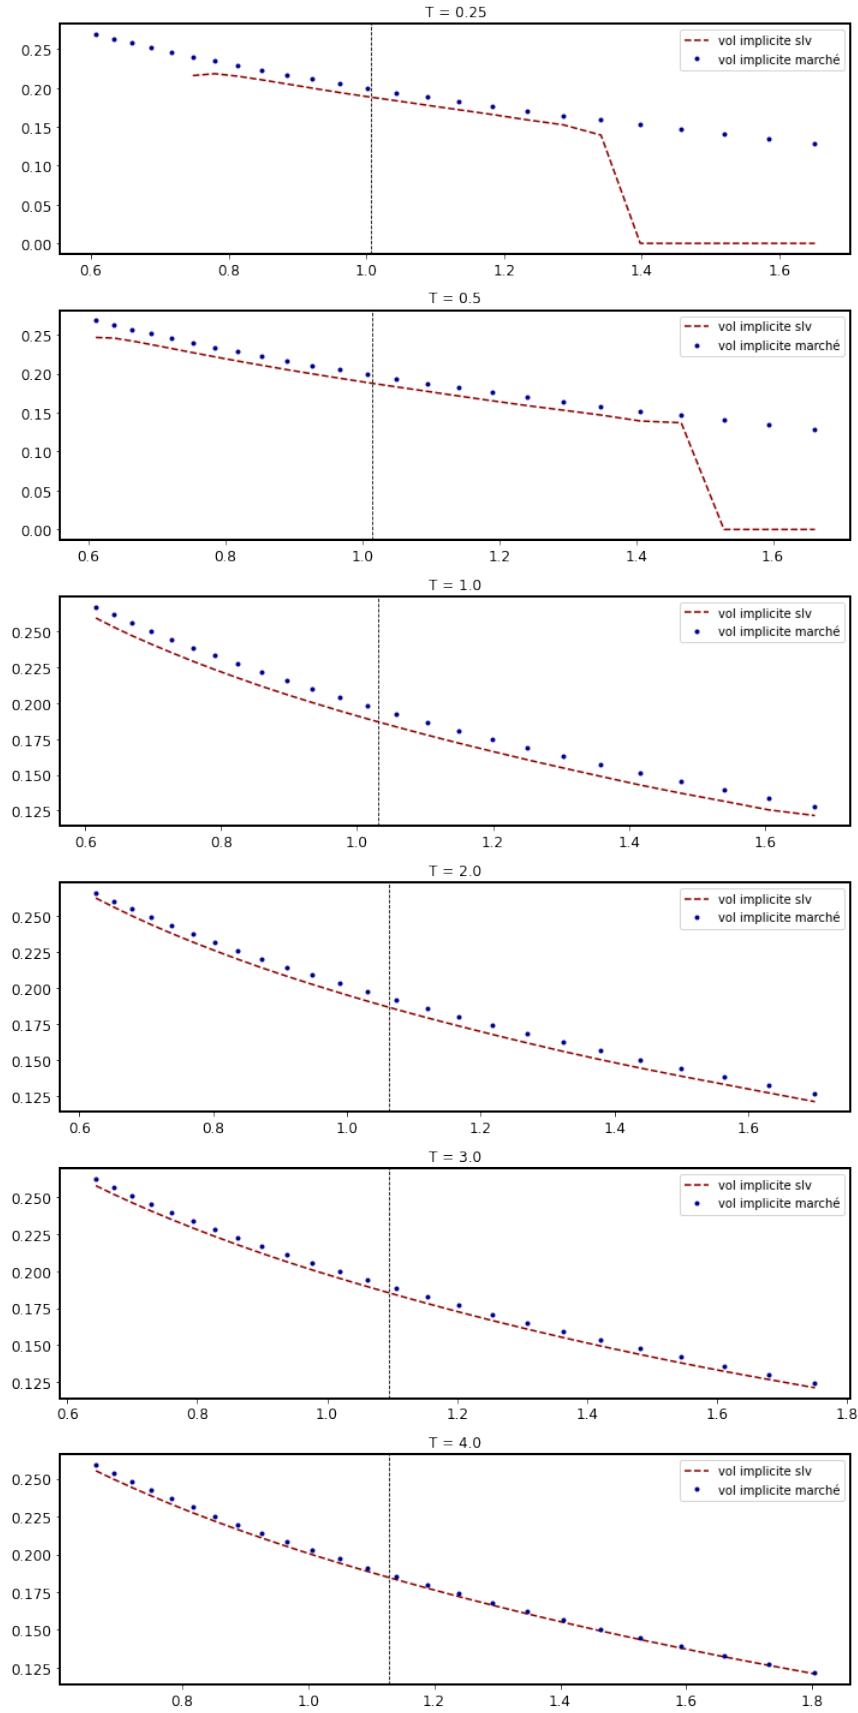 T = 0.25
vol implicite slv
vol implicite marché
0.25
0.20
0.15
0.10
0.05
0.00
0.6 0.8 1.0 1.2 1.4 1.6
T = 0.5
vol implicite slv
vol implicite marché
0.25
0.20
0.15
0.10
0.05
0.00
0.6 0.8 1.0 1.2 1.4 1.6
T = 1.0
vol implicite slv
vol implicite marché
0.250
0.225
0.200
0.175
0.150
0.125
0.6 0.8 1.0 1.2 1.4 1.6
T = 2.0
vol implicite slv
vol implicite marché
0.250
0.225
0.200
0.175
0.150
0.125
0.6 0.8 1.0 1.2 1.4 1.6
T = 3.0
vol implicite slv
vol implicite marché
0.250
0.225
0.200
0.175
0.150
0.125
0.6 0.8 1.0 1.2 1.4 1.6 1.8
T = 4.0
vol implicite slv
vol implicite marché
0.250
0.225
0.200
0.175
0.150
0.125
0.8 1.0 1.2 1.4 1.6 1.8